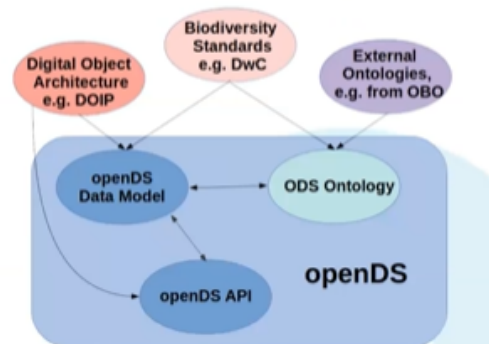 Biodiversity
Standards
e.g. DwC
Digital Object
Architecture
e.g. DOIP
External
Ontologies,
e.g. from OBO
openDS
Data Model
ODS Ontology
openDS
openDS API